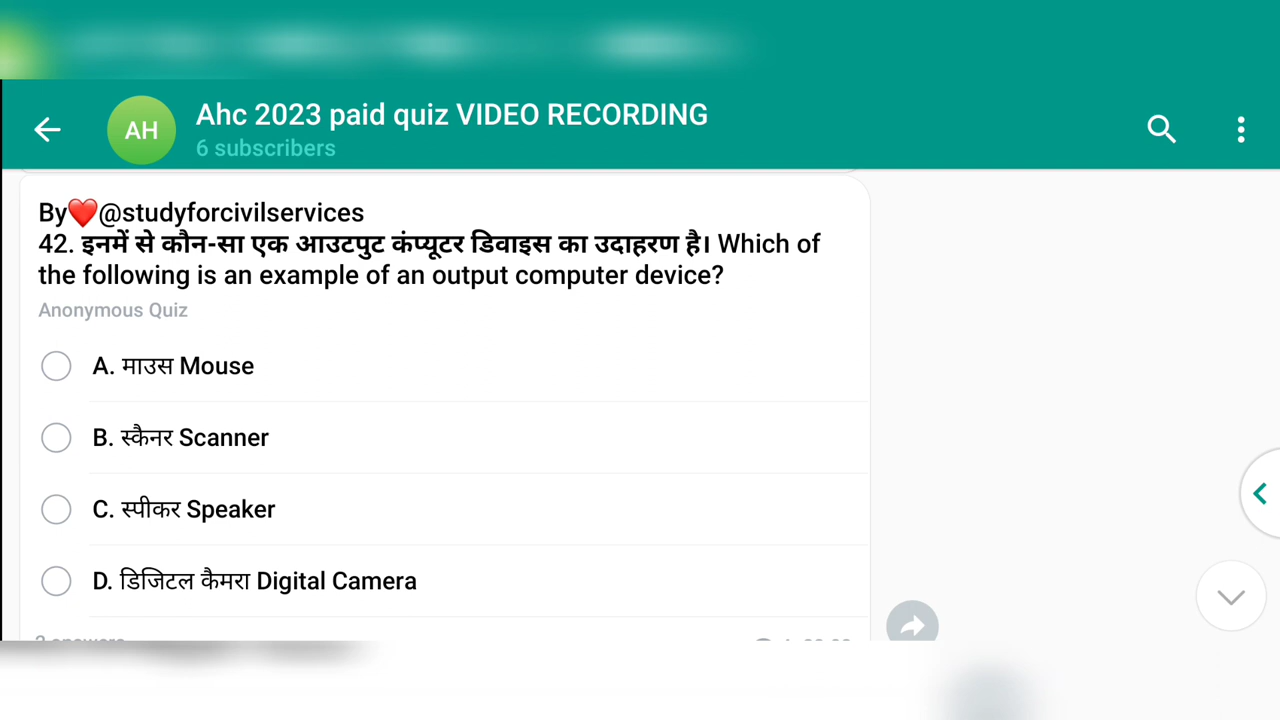 Ahc 2023 paid quiz VIDEO RECORDING
AH
6 subscribers
By❤️@studyforcivilservices
42. इनमें से कौन-सा एक आउटपुट कंप्यूटर डिवाइस का उदाहरण है। Which of
the following is an example of an output computer device?
Anonymous Quiz
A. माउस Mouse
B. स्कैनर Scanner
C. स्पीकर Speaker
D. डिजिटल कैमरा Digital Camera